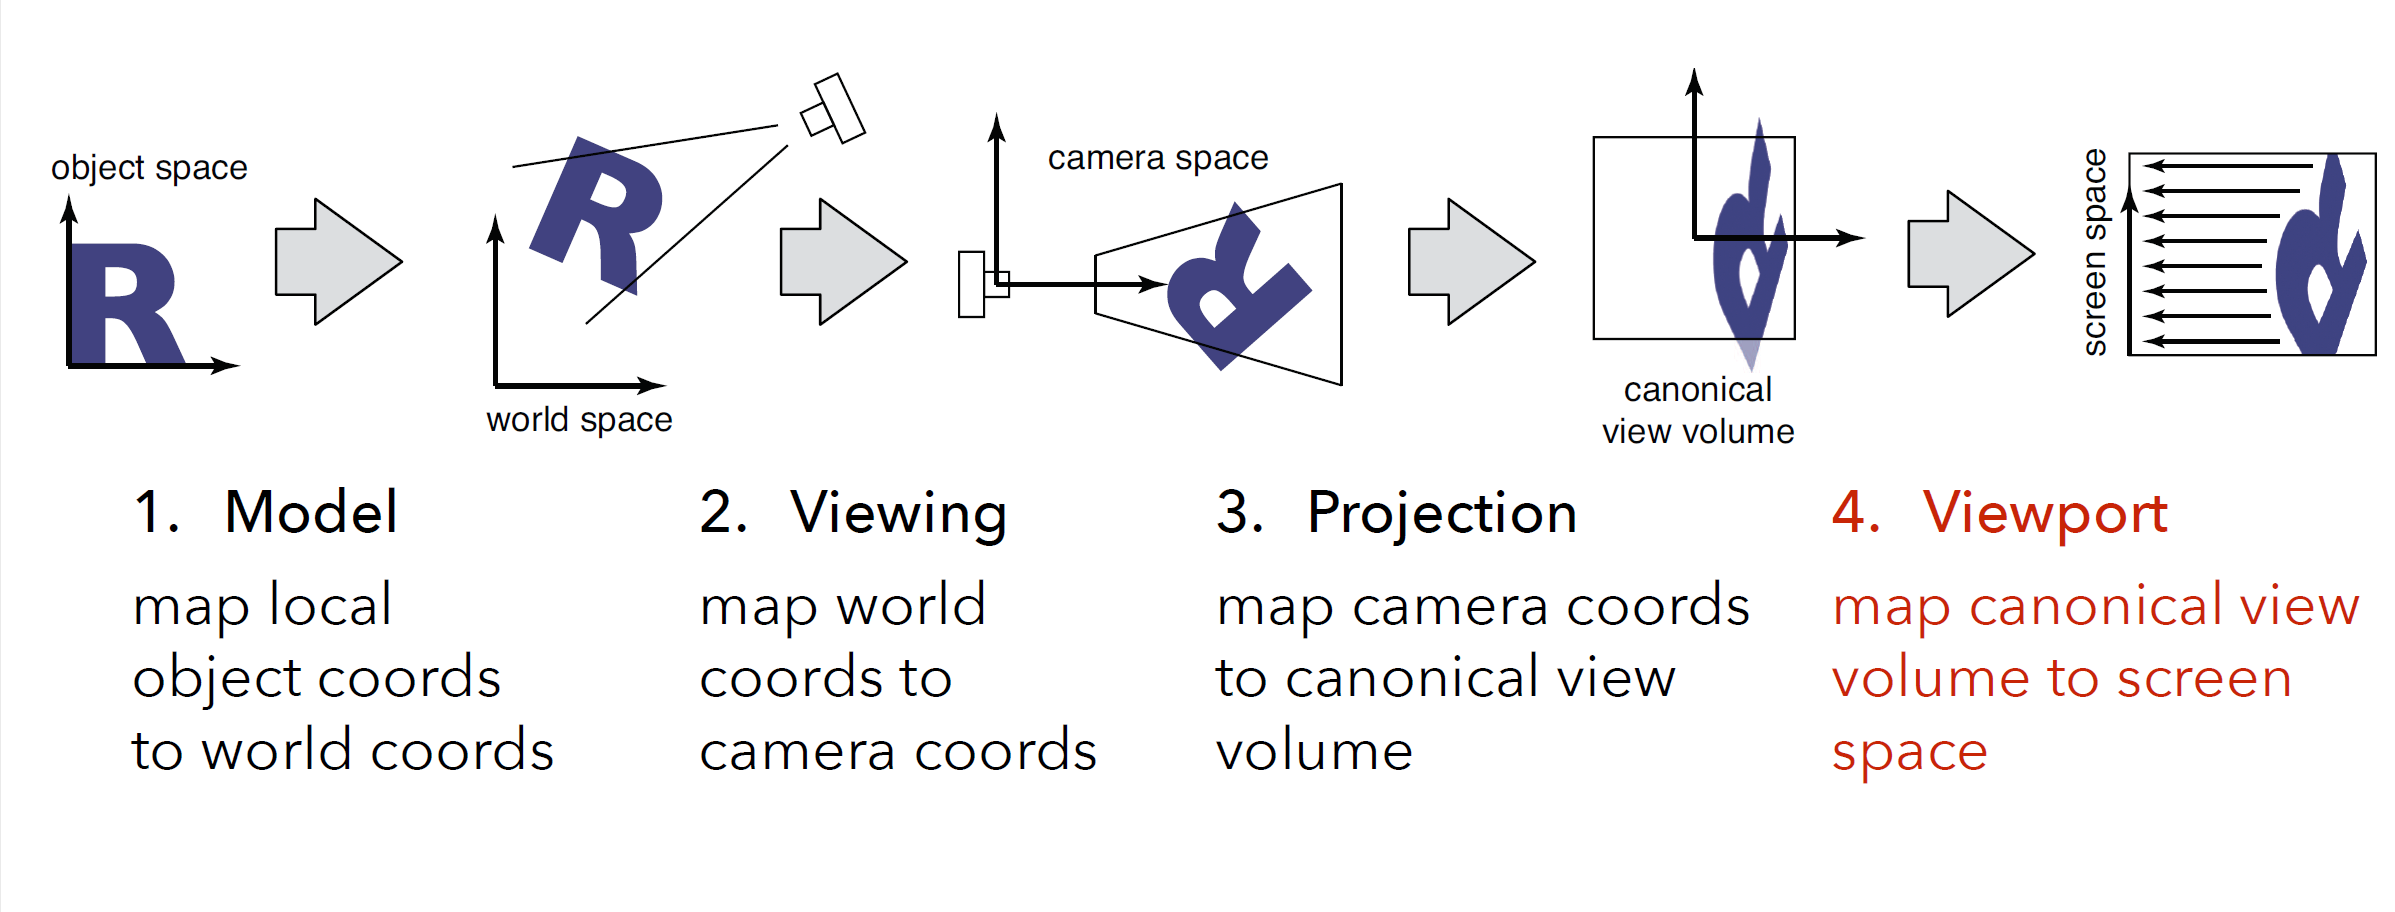 object space
world space
camera space
canonical
view volume
screen space
1. Model
map local
object coords
to world coords
2. Viewing
map world
coords to
camera coords
3. Projection
map camera coords
to canonical view
volume
4. Viewport
map canonical view
volume to screen
space
R
R
R
R
R